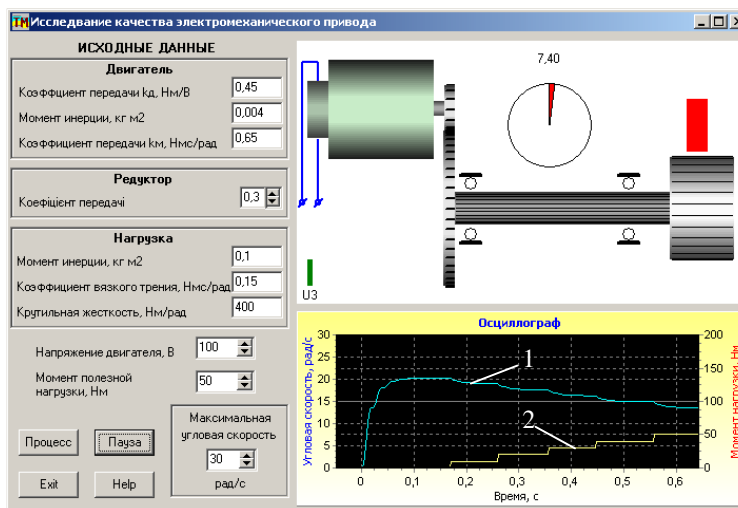 TM Исследвание качества электромеханического привода
ИСХОДНЫЕ ДАННЫЕ
Двигатель
Коэффциент передачи kд, Нм/В 0,45
Момент инерции, кг м2 0,004
Коэффициент передачи kм, Нмс/рад 0,65
Редуктор
Коефіцієнт передачі 0,3
Нагрузка
Момент инерции, кг м2 0,1
Коэффициент вязкого трения, Нмс/рад 0,15
Крутильная жесткость, Нм/рад 400
Напряжение двигателя, В 100
Момент полезной
нагрузки, Нм 50
Процесс
Пауза
Exit
Help
Максимальная
угловая скорость
30
рад/с
7,40
U3
Осциллограф
Угловая скорость, рад/с
30
25
20
15
10
5
0
1
2
200
150
100
50
0
Момент нагрузки, Нм
0 0,1 0,2 0,3 0,4 0,5 0,6
Время, с